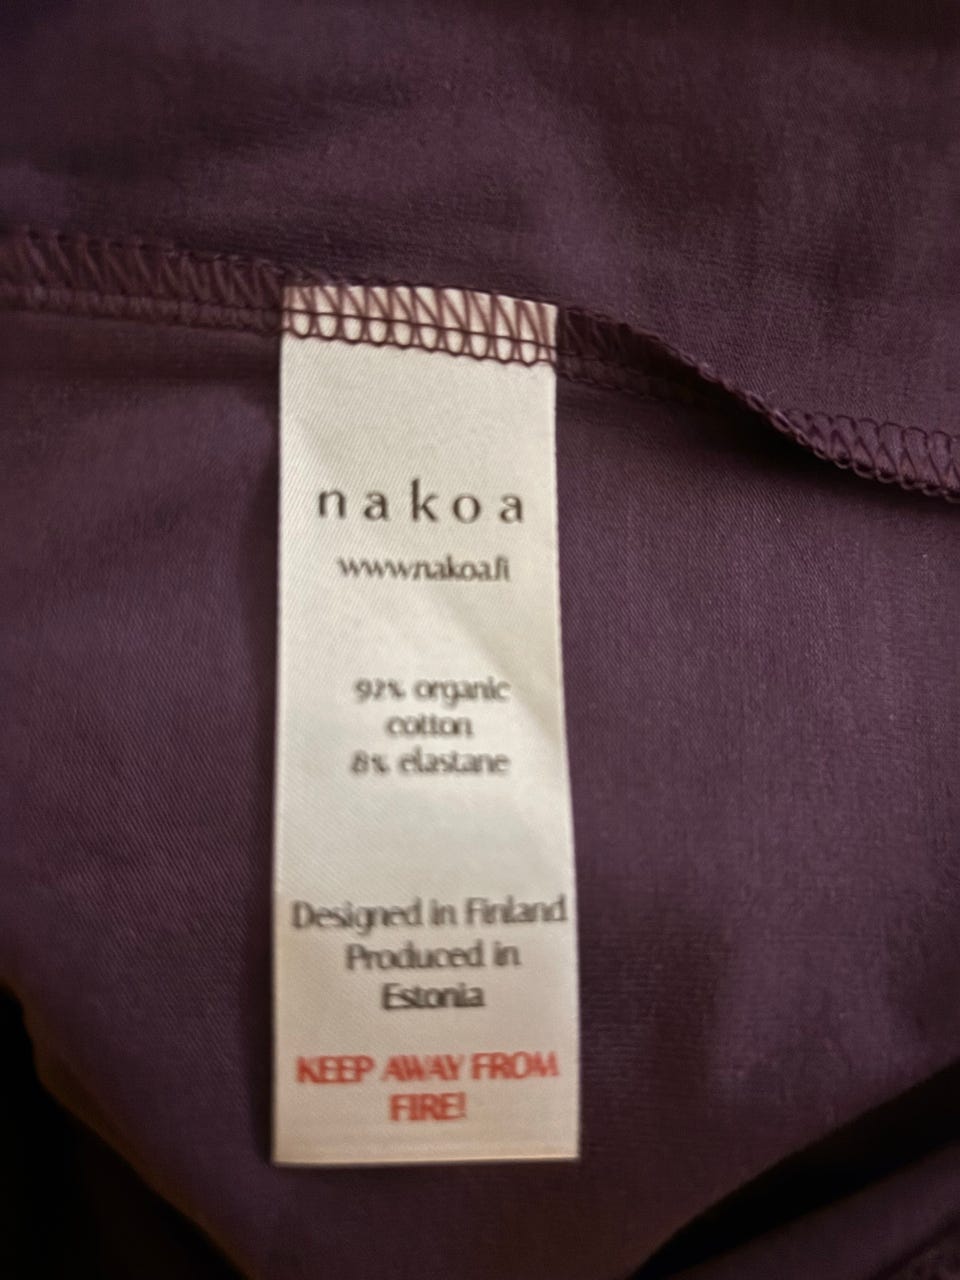 nakoa
www.nakoa.fi
92% organic
cotton
8% elastane
Designed in Finland
Produced in
Estonia
KEEP AWAY FROM
FIRE!